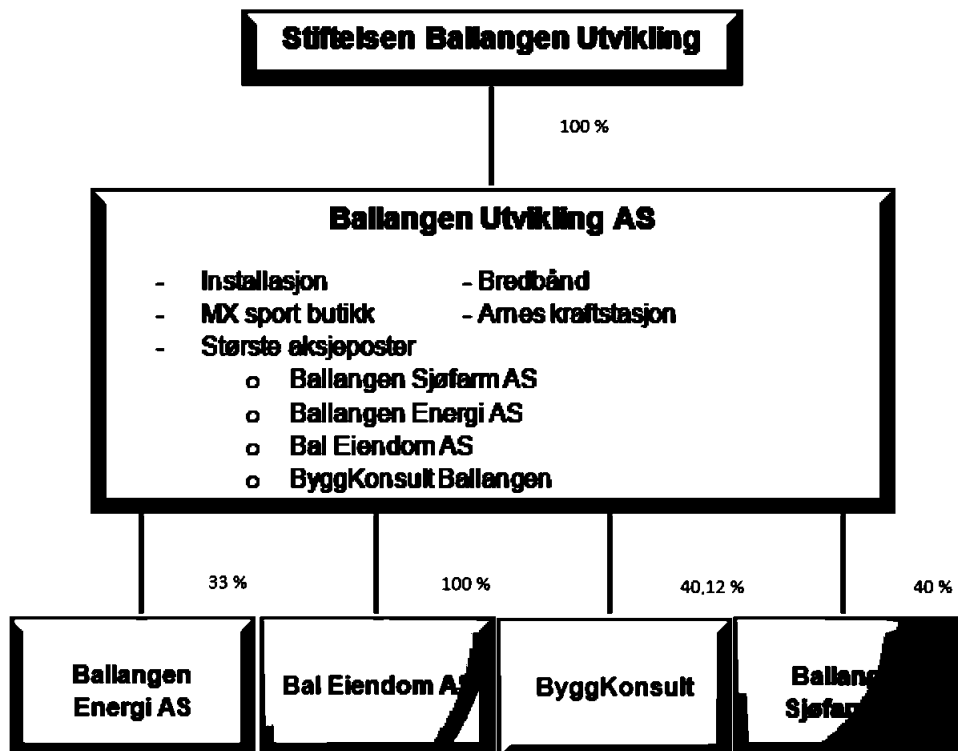 Stiftelsen Ballangen Utvikling
100 %
Ballangen Utvikling AS
- Installasjon - Bredbånd
- MX sport butikk - Arnes kraftstasjon
- Største aksjeposter
o Ballangen Sjøfarm AS
o Ballangen Energi AS
o Bal Eiendom AS
o ByggKonsult Ballangen
33 % 100 % 40,12 % 40 %
Ballangen
Energi AS
Bal Eiendom
ByggKonsult